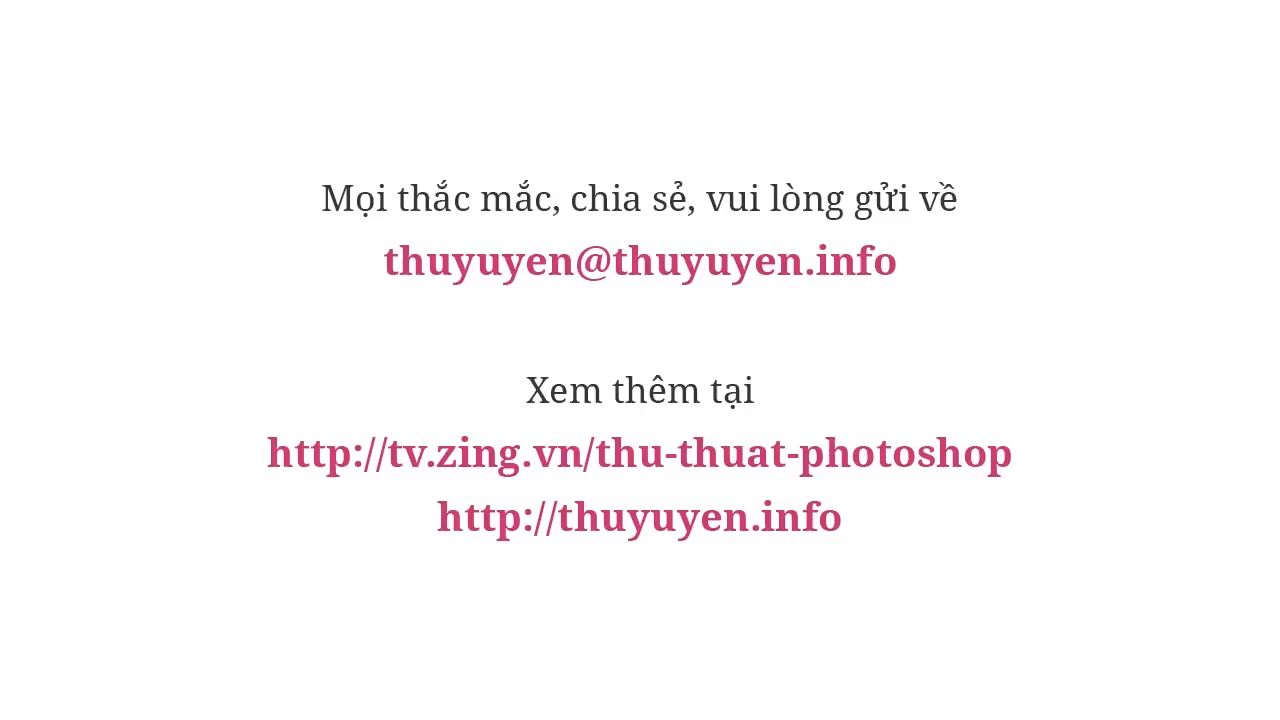 Mọi thắc mắc, chia sẻ, vui lòng gửi về
thuyuyen@thuyuyen.info
Xem thêm tại
http://tv.zing.vn/thu-thuat-photoshop
http://thuyuyen.info